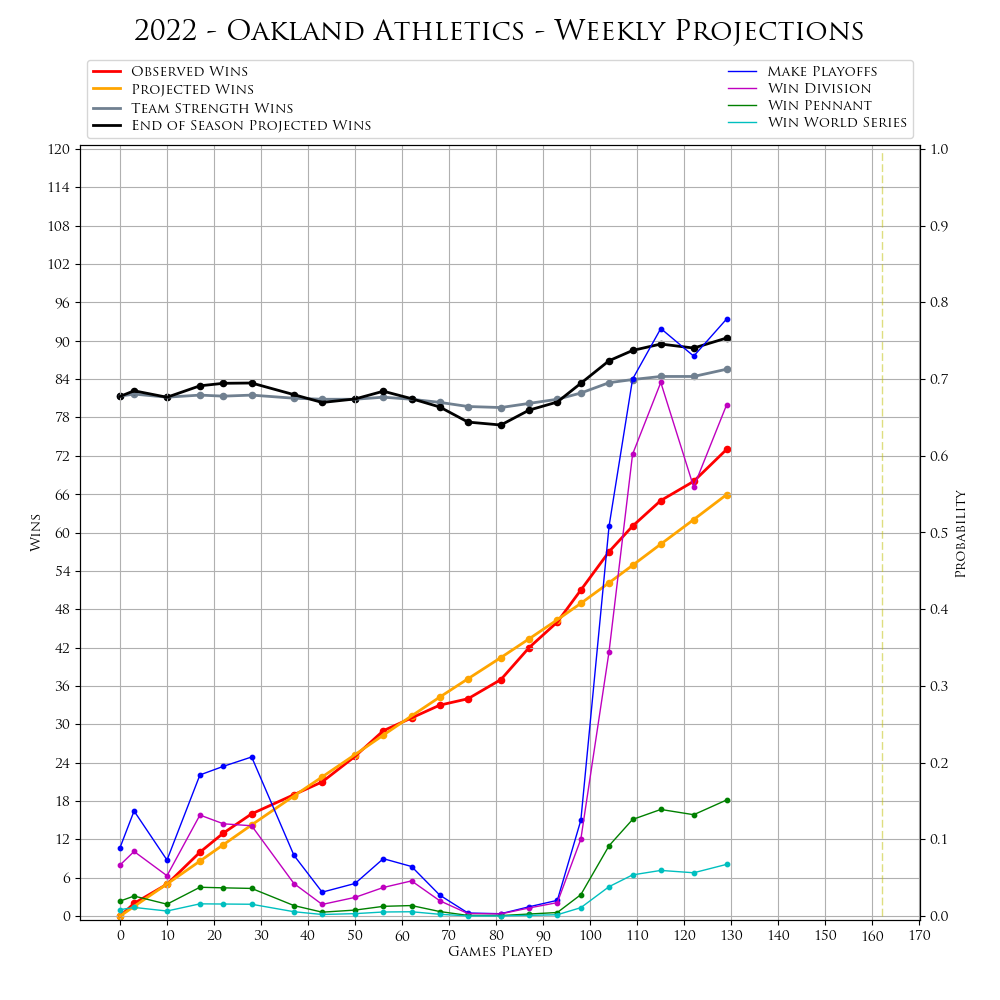 2022 - Oakland Athletics - Weekly Projections
Observed Wins
Projected Wins
Team Strength Wins
End of Season Projected Wins
Make Playoffs
Win Division
Win Pennant
Win World Series
120
114
108
102
96
90
84
78
72
66
60
54
48
42
36
30
24
18
12
6
0
Wins
1.0
0.9
0.8
0.7
0.6
0.5
0.4
0.3
0.2
0.1
0.0
Probability
0 10 20 30 40 50 60 70 80 90 100 110 120 130 140 150 160 170
Games Played